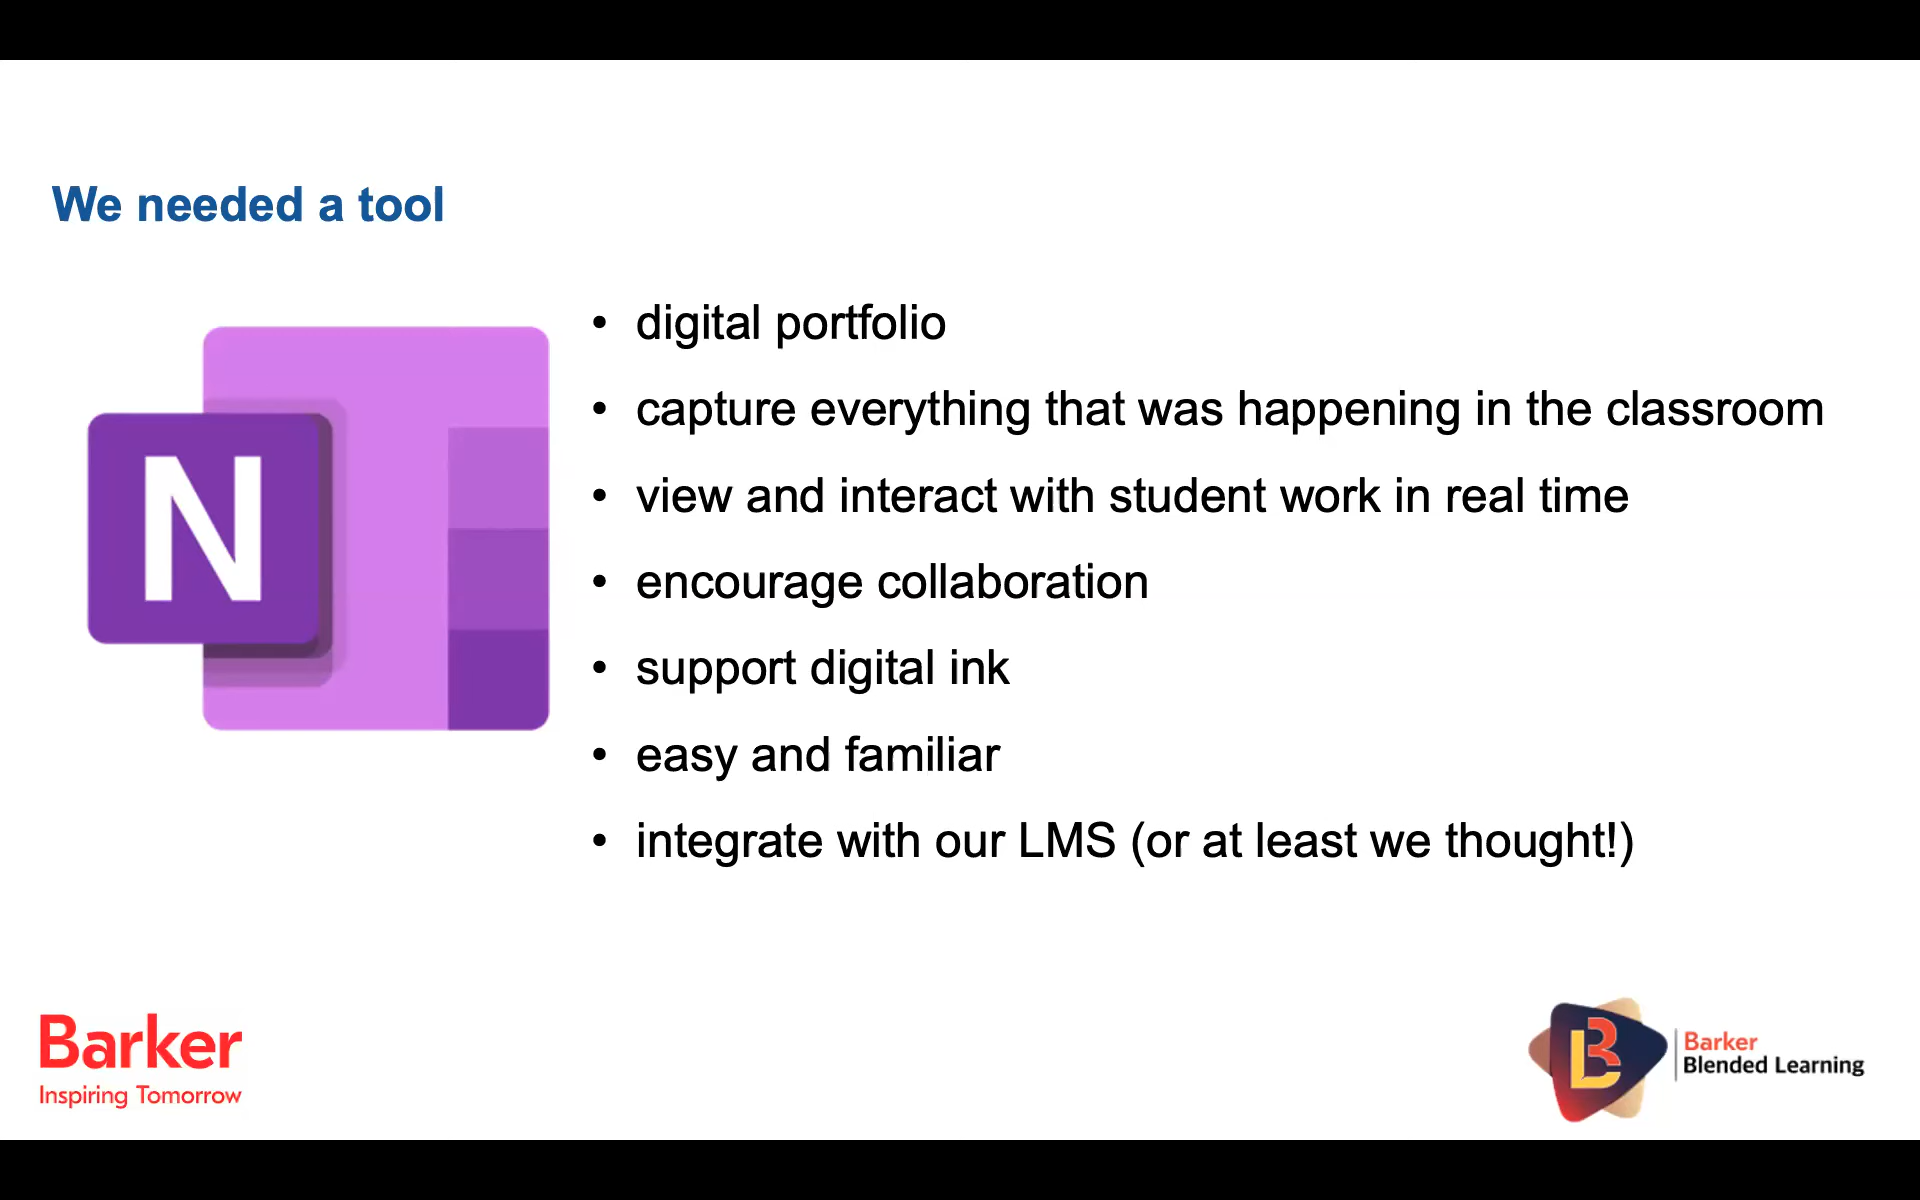 We needed a tool
N
• digital portfolio
• capture everything that was happening in the classroom
• view and interact with student work in real time
• encourage collaboration
• support digital ink
• easy and familiar
• integrate with our LMS (or at least we thought!)
Barker
Inspiring Tomorrow
Barker
Blended Learning